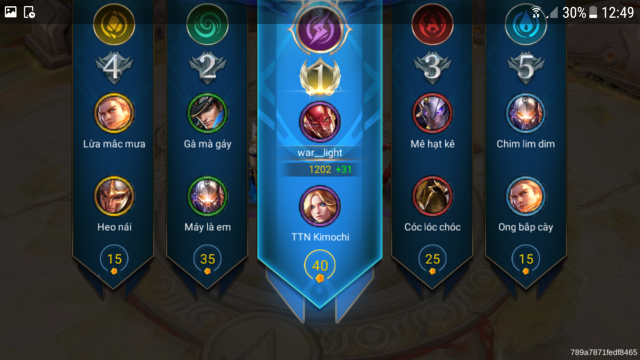 30% 12:49
4
2
1
3
5
Lừa mắc mưa
Gà mà gáy
war__light
1202 +31
Mê hạt kê
Chim lim dim
Heo nái
Máy là em
TTN Kimochi
Cóc lóc chóc
Ong bắp cày
15
35
40
25
15
789a7871fedf8465